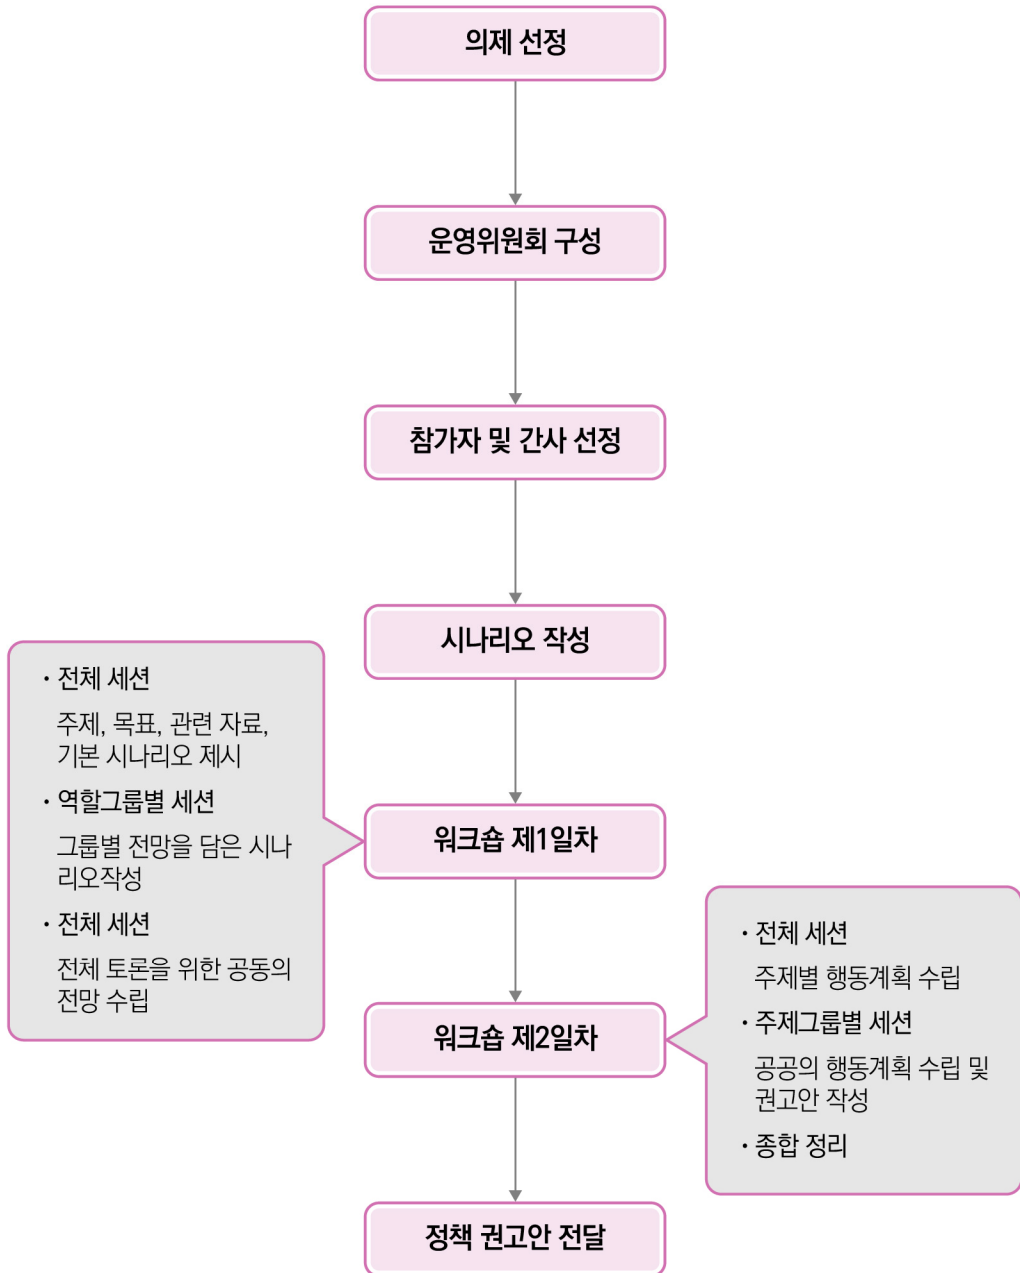 의제 선정
운영위원회 구성
참가자 및 간사 선정
시나리오 작성
· 전체 세션
주제, 목표, 관련 자료,
기본 시나리오 제시
· 역할그룹별 세션
그룹별 전망을 담은 시나
리오작성
· 전체 세션
전체 토론을 위한 공동의
전망 수립
워크숍 제1일차
워크숍 제2일차
· 전체 세션
주제별 행동계획 수립
· 주제그룹별 세션
공공의 행동계획 수립 및
권고안 작성
· 종합 정리
정책 권고안 전달